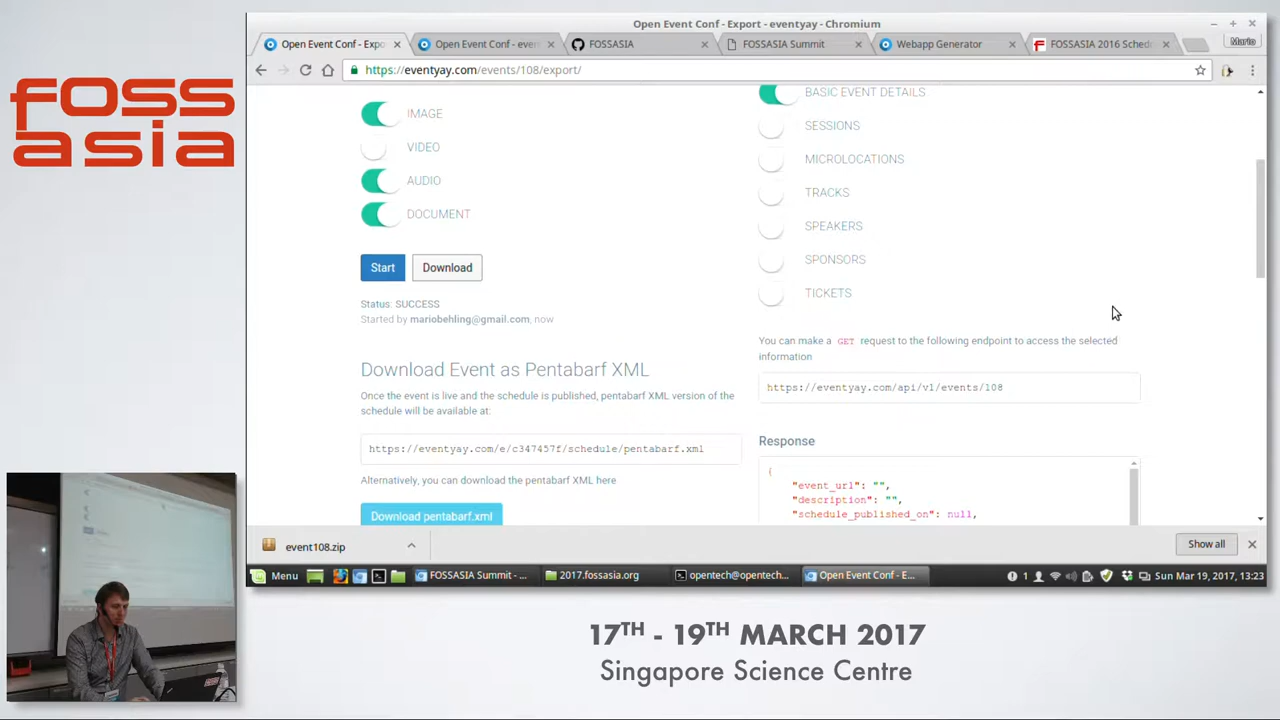 foss
asia
Open Event Conf - Export - eventyay - Chromium
Open Event Conf - Expo
Open Event Conf - even
FOSSASIA
FOSSASIA Summit
Webapp Generator
FOSSASIA 2016 Sched
Mario
https://eventyay.com/events/108/export/
IMAGE
VIDEO
AUDIO
DOCUMENT
Start
Download
Status: SUCCESS
Started by mariobehling@gmail.com, now
Download Event as Pentabarf XML
Once the event is live and the schedule is published, pentabarf XML version of the
schedule will be available at:
https://eventyay.com/e/c347457f/schedule/pentabarf.xml
Alternatively, you can download the pentabarf XML here
Download pentabarf.xml
BASIC EVENT DETAILS
SESSIONS
MICROLOCATIONS
TRACKS
SPEAKERS
SPONSORS
TICKETS
You can make a GET request to the following endpoint to access the selected
information
https://eventyay.com/api/v1/events/108
Response
{
"event_url": "",
"description": "",
"schedule_published_on": null,
event108.zip
Show all
Menu
FOSSASIA Summit - ...
2017.fossasia.org
opentech@opentech...
Open Event Conf - E...
1
Sun Mar 19, 2017, 13:23
17TH - 19TH MARCH 2017
Singapore Science Centre